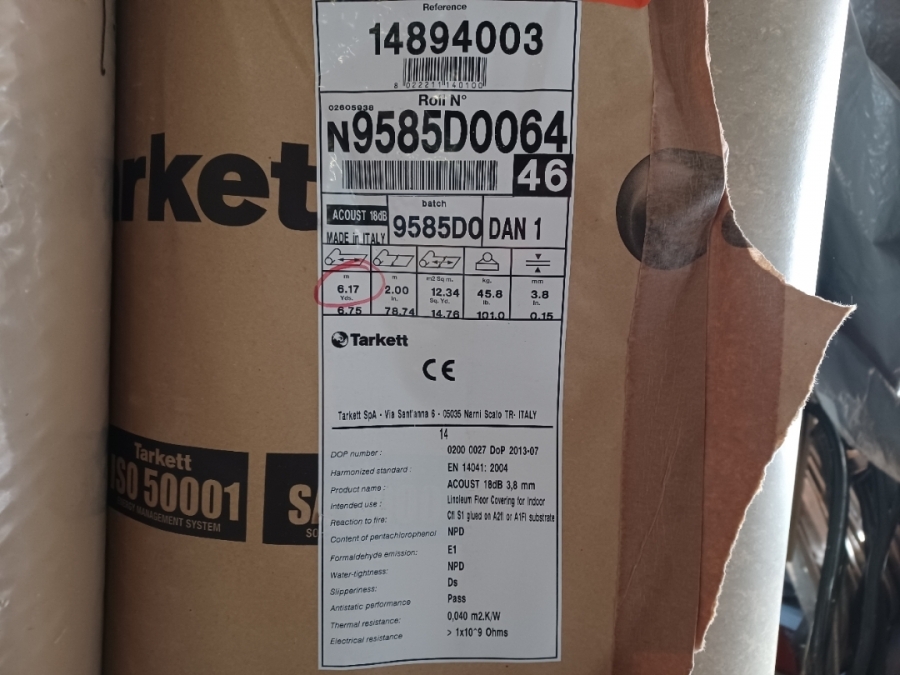 Reference
14894003
8 022211 140100
02605938
Roll N°
N9585D0064
46
ACOUST 18dB
MADE in ITALY
batch
9585D0
DAN 1
m m m2 Sq m. kg. mm
6.17 2.00 12.34 45.8 3.8
Yds. In. Sq. Yd. lb. In.
6.75 78.74 14.76 101.0 0.15
Tarkett
CE
Tarkett SpA - Via Sant'anna 6 - 05035 Narni Scalo TR- ITALY
14
DOP number : 0200 0027 DoP 2013-07
Harmonized standard : EN 14041: 2004
Product name : ACOUST 18dB 3,8 mm
Intended use : Linoleum Floor Covering for Indoor
Reaction to fire: Cfl S1 glued on A2fl or A1Fl substrate
Content of pentachlorophenol NPD
Formaldehyde emission: E1
Water-tightness: NPD
Slipperiness: Ds
Antistatic performance Pass
Thermal resistance: 0,040 m2.K/W
Electrical resistance > 1x10^9 Ohms
rkett
Tarkett
ISO 50001
ENERGY MANAGEMENT SYSTEM
SA